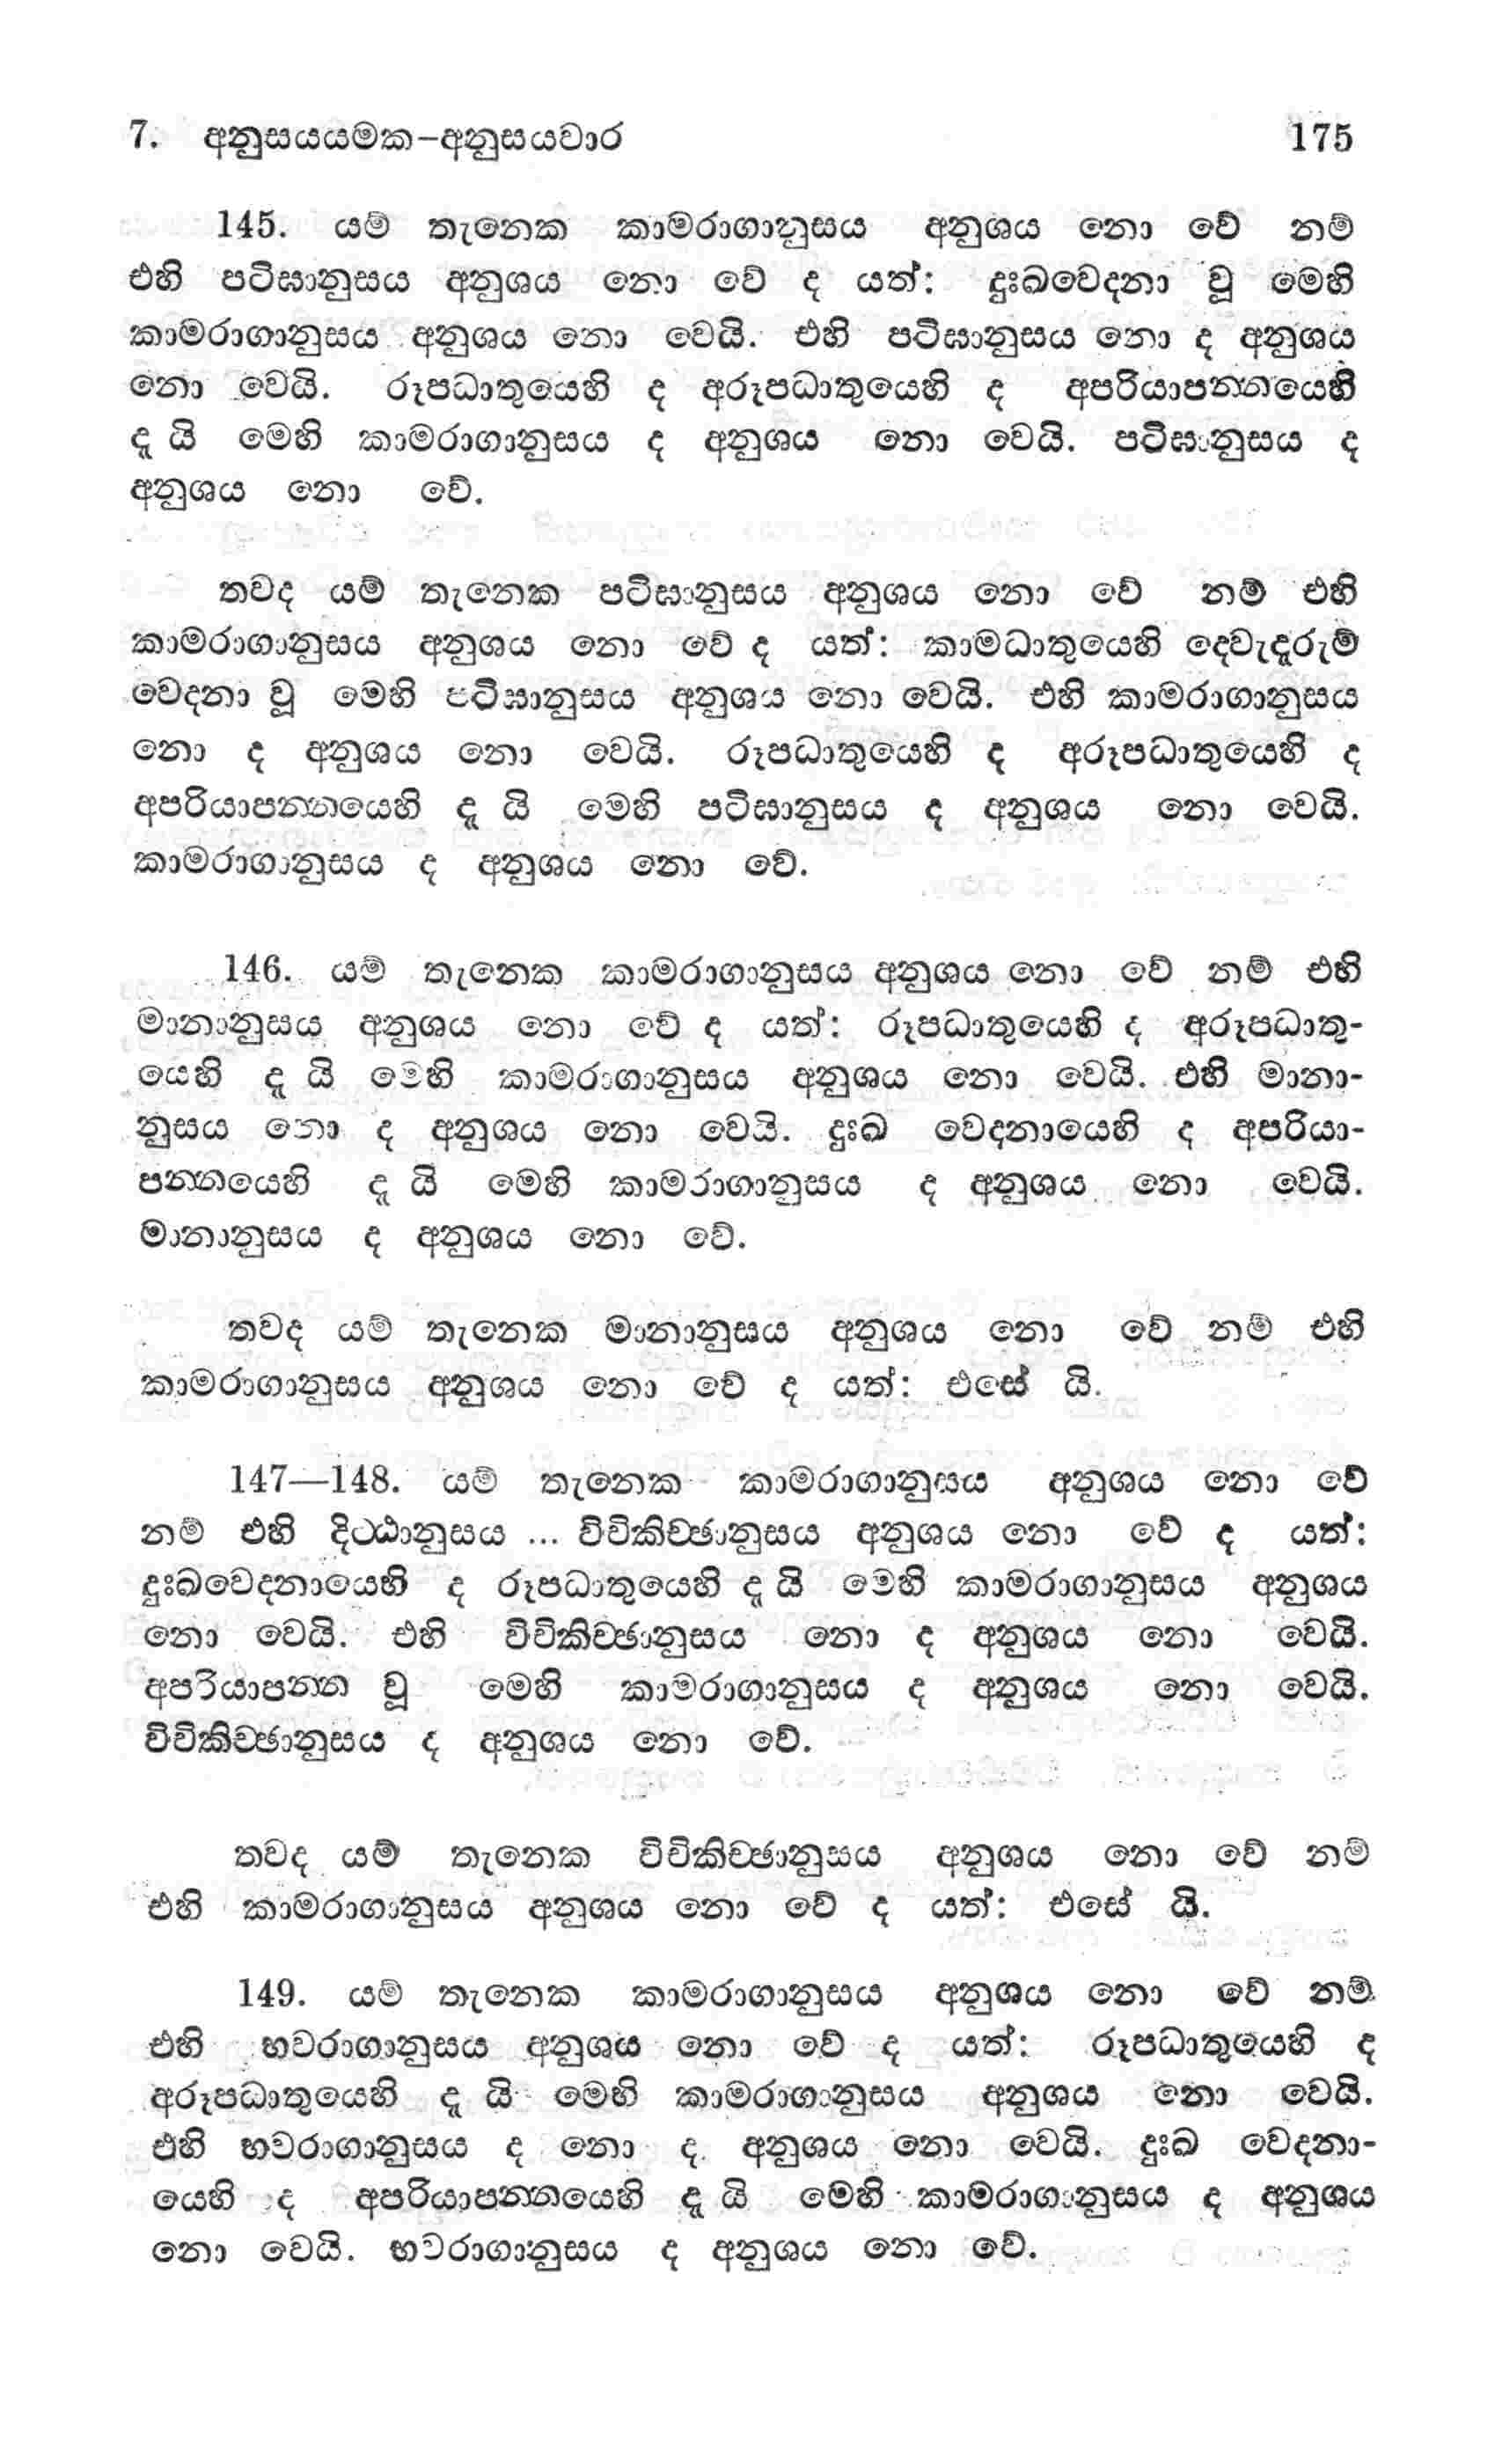 7. අනුසයයමක-අනුසයවාර 175
145. යම් තැනෙක කාමරාගානුසය අනුශය නො වේ නම්
එහි පටිඝානුසය අනුශය නො වේ ද යත්: දුඃඛවෙදනා වූ මෙහි
කාමරාගානුසය අනුශය නො වෙයි. එහි පටිඝානුසය නො ද අනුශය
නො වෙයි. රූපධාතුයෙහි ද අරූපධාතුයෙහි ද අපරියාපන්නයෙහි
දූ යි මෙහි කාමරාගානුසය ද අනුශය නො වෙයි. පටිඝානුසය ද
අනුශය නො වේ.
තවද යම් තැනෙක පටිඝානුසය අනුශය නො වේ නම් එහි
කාමරාගානුසය අනුශය නො වේ ද යත්: කාමධාතුයෙහි දෙවැදෑරුම්
වෙදනා වූ මෙහි පටිඝානුසය අනුශය නො වෙයි. එහි කාමරාගානුසය
නො ද අනුශය නො වෙයි. රූපධාතුයෙහි ද අරූපධාතුයෙහි ද
අපරියාපන්නයෙහි දූ යි මෙහි පටිඝානුසය ද අනුශය නො වෙයි.
කාමරාගානුසය ද අනුශය නො වේ.
146. යම් තැනෙක කාමරාගානුසය අනුශය නො වේ නම් එහි
මානානුසය අනුශය නො වේ ද යත්: රූපධාතුයෙහි ද අරූපධාතු-
යෙහි දූ යි මෙහි කාමරාගානුසය අනුශය නො වෙයි. එහි මානා-
නුසය නො ද අනුශය නො වෙයි. දුඃඛ වෙදනායෙහි ද අපරියා-
පන්නයෙහි දූ යි මෙහි කාමරාගානුසය ද අනුශය නො වෙයි.
මානානුසය ද අනුශය නො වේ.
තවද යම් තැනෙක මානානුසය අනුශය නො වේ නම් එහි
කාමරාගානුසය අනුශය නො වේ ද යත්: එසේ යි.
147—148. යම් තැනෙක කාමරාගානුසය අනුශය නො වේ
නම් එහි දිට්ඨානුසය ... විචිකිච්ඡානුසය අනුශය නො වේ ද යත්:
දුඃඛවෙදනායෙහි ද රූපධාතුයෙහි දූ යි මෙහි කාමරාගානුසය අනුශය
නො වෙයි. එහි විචිකිච්ඡානුසය නො ද අනුශය නො වෙයි.
අපරියාපන්න වූ මෙහි කාමරාගානුසය ද අනුශය නො වෙයි.
විචිකිච්ඡානුසය ද අනුශය නො වේ.
තවද යම් තැනෙක විචිකිච්ඡානුසය අනුශය නො වේ නම්
එහි කාමරාගානුසය අනුශය නො වේ ද යත්: එසේ යි.
149. යම් තැනෙක කාමරාගානුසය අනුශය නො වේ නම්
එහි භවරාගානුසය අනුශය නො වේ ද යත්: රූපධාතුයෙහි ද
අරූපධාතුයෙහි දූ යි මෙහි කාමරාගානුසය අනුශය නො වෙයි.
එහි භවරාගානුසය ද නො ද අනුශය නො වෙයි. දුඃඛ වෙදනා-
යෙහි ද අපරියාපන්නයෙහි දූ යි මෙහි කාමරාගානුසය ද අනුශය
නො වෙයි. භවරාගානුසය ද අනුශය නො වේ.